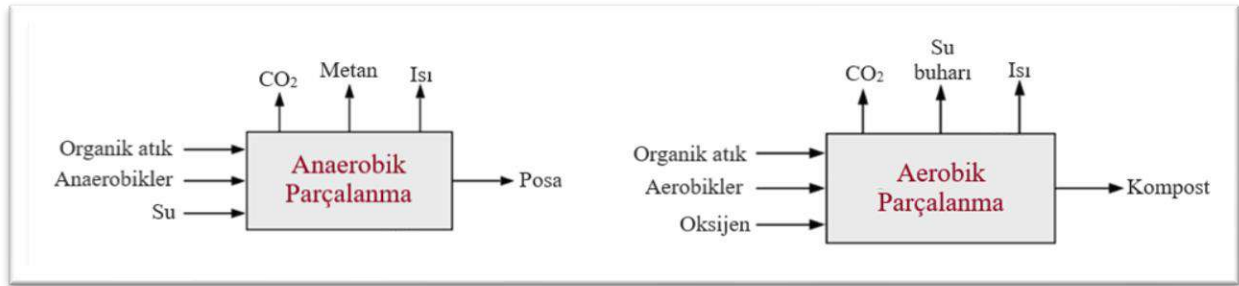 CO₂
Metan
Isı
Organik atık
Anaerobikler
Su
Anaerobik
Parçalanma
Posa
CO₂
Su
buharı
Isı
Organik atık
Aerobikler
Oksijen
Aerobik
Parçalanma
Kompost